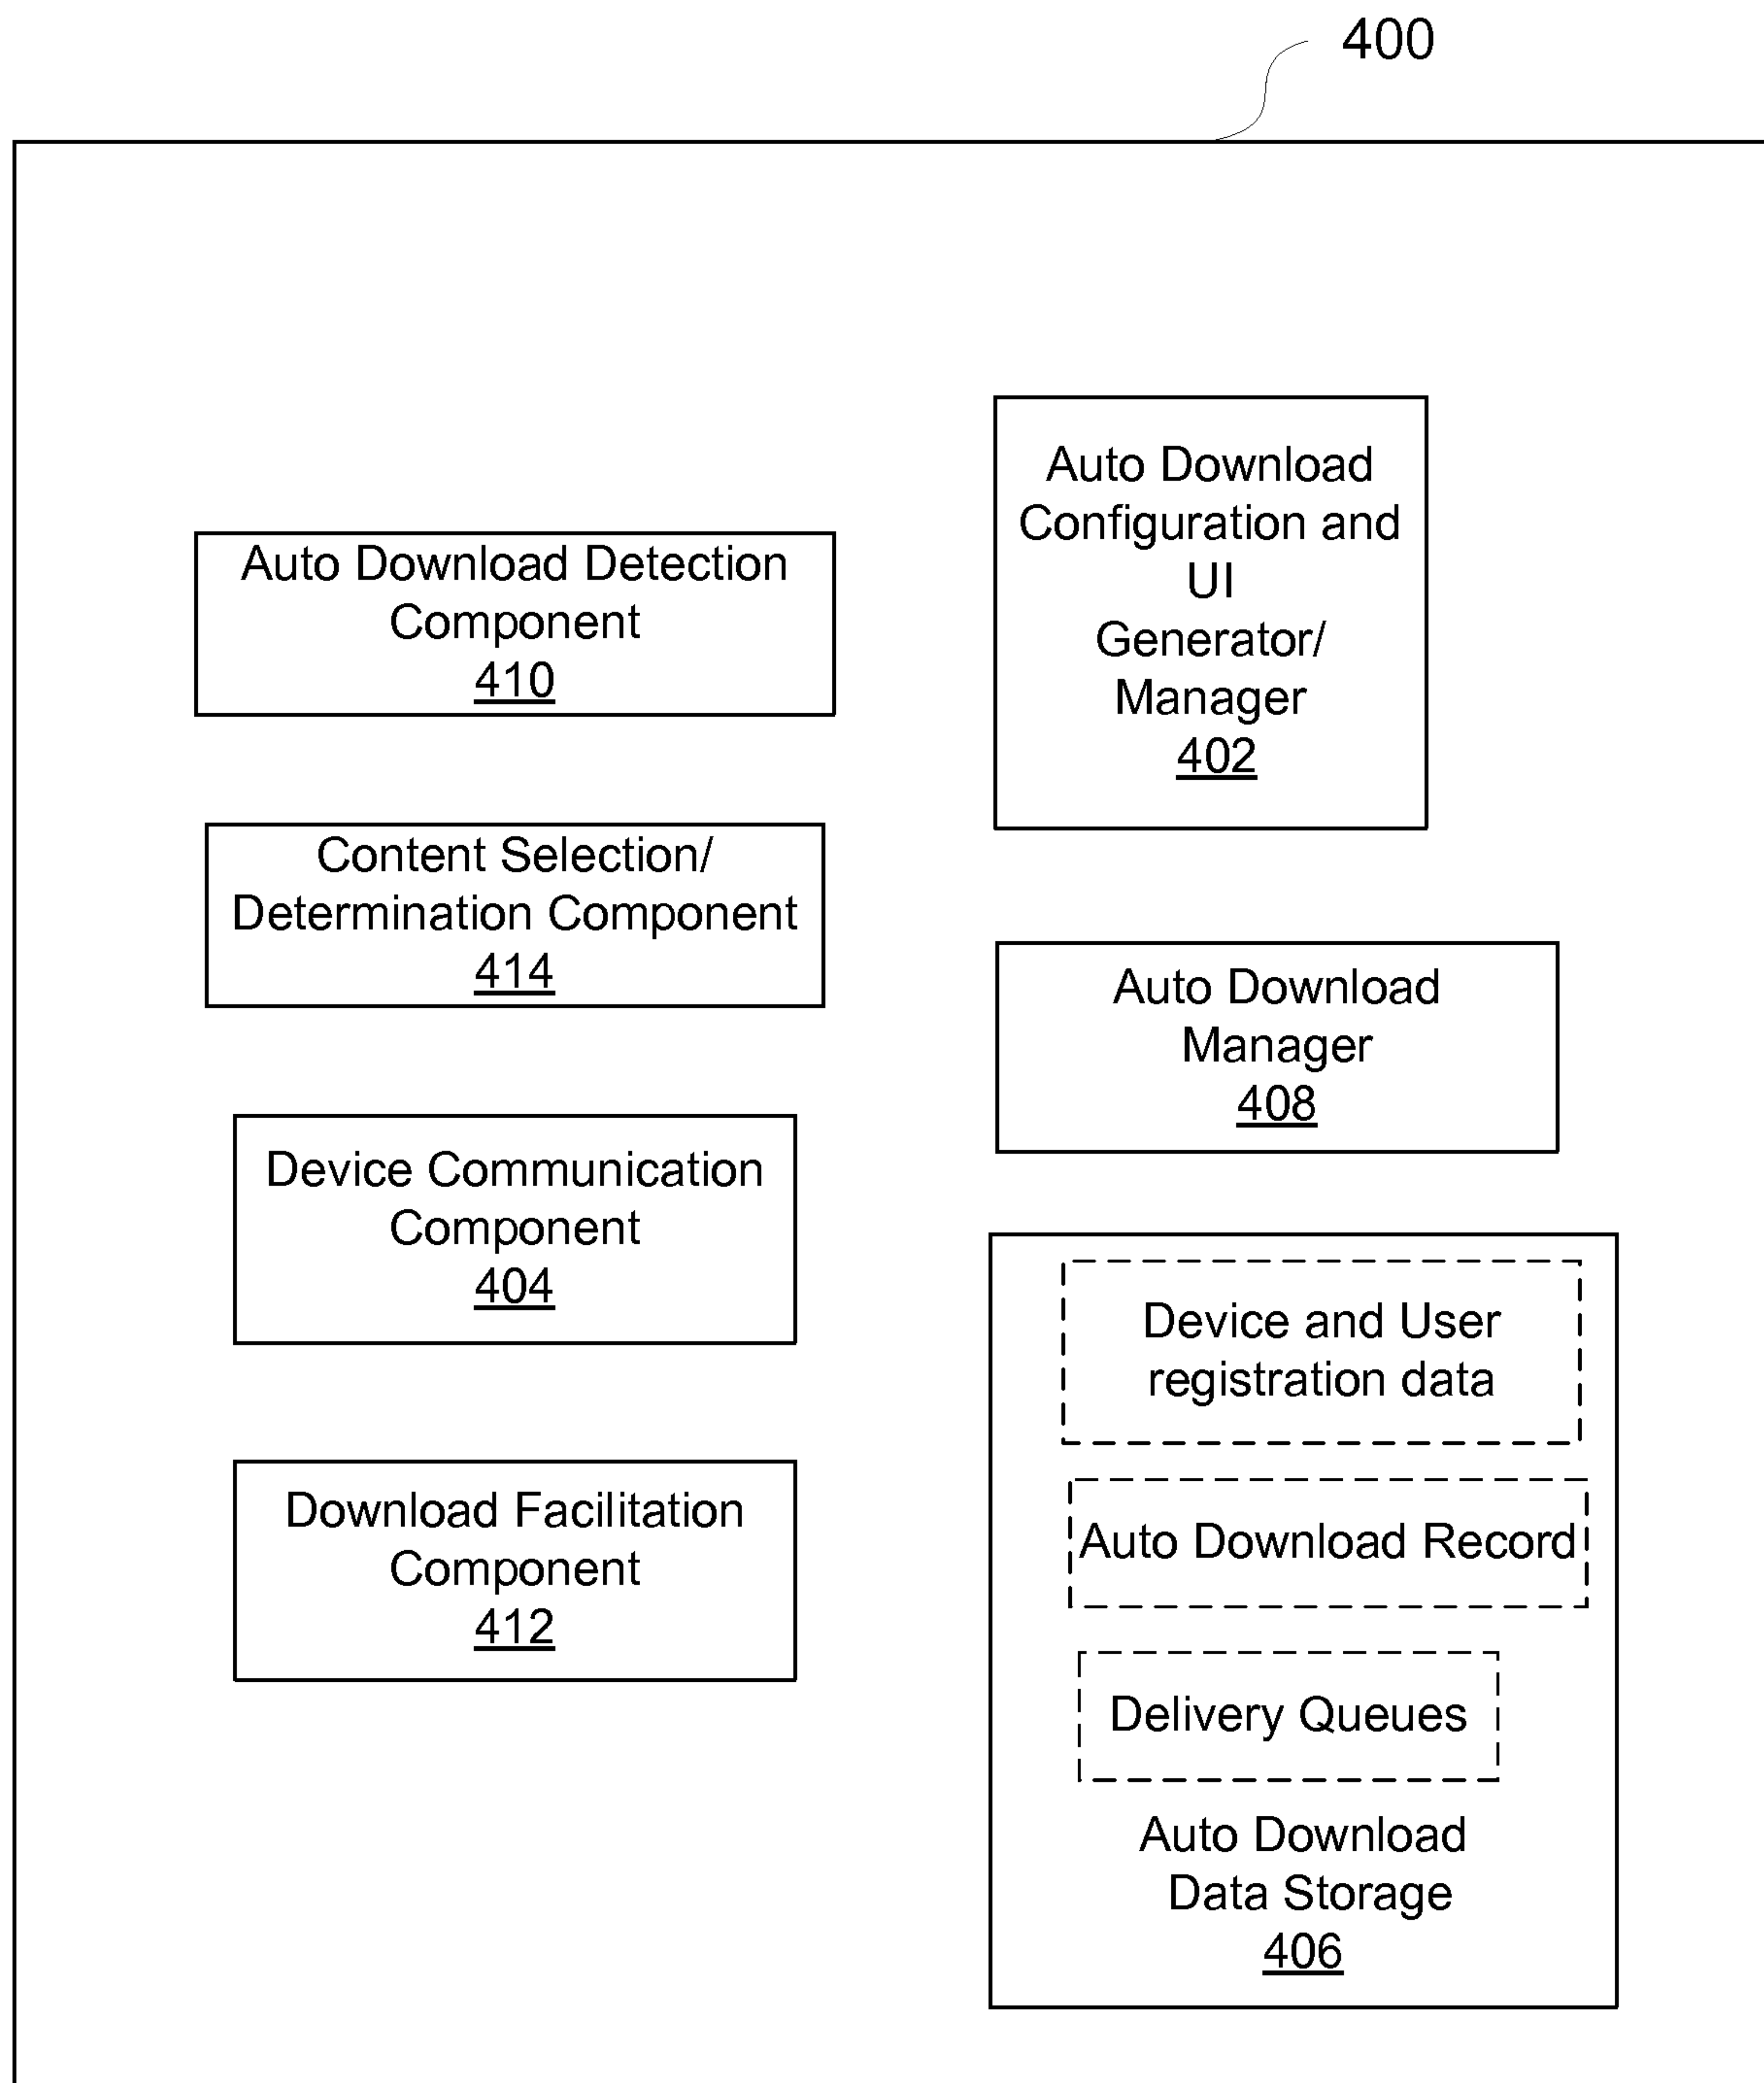 400
Auto Download Detection
Component
410
Content Selection/
Determination Component
414
Device Communication
Component
404
Download Facilitation
Component
412
Auto Download
Configuration and
UI
Generator/
Manager
402
Auto Download
Manager
408
Device and User
registration data
Auto Download Record
Delivery Queues
Auto Download
Data Storage
406